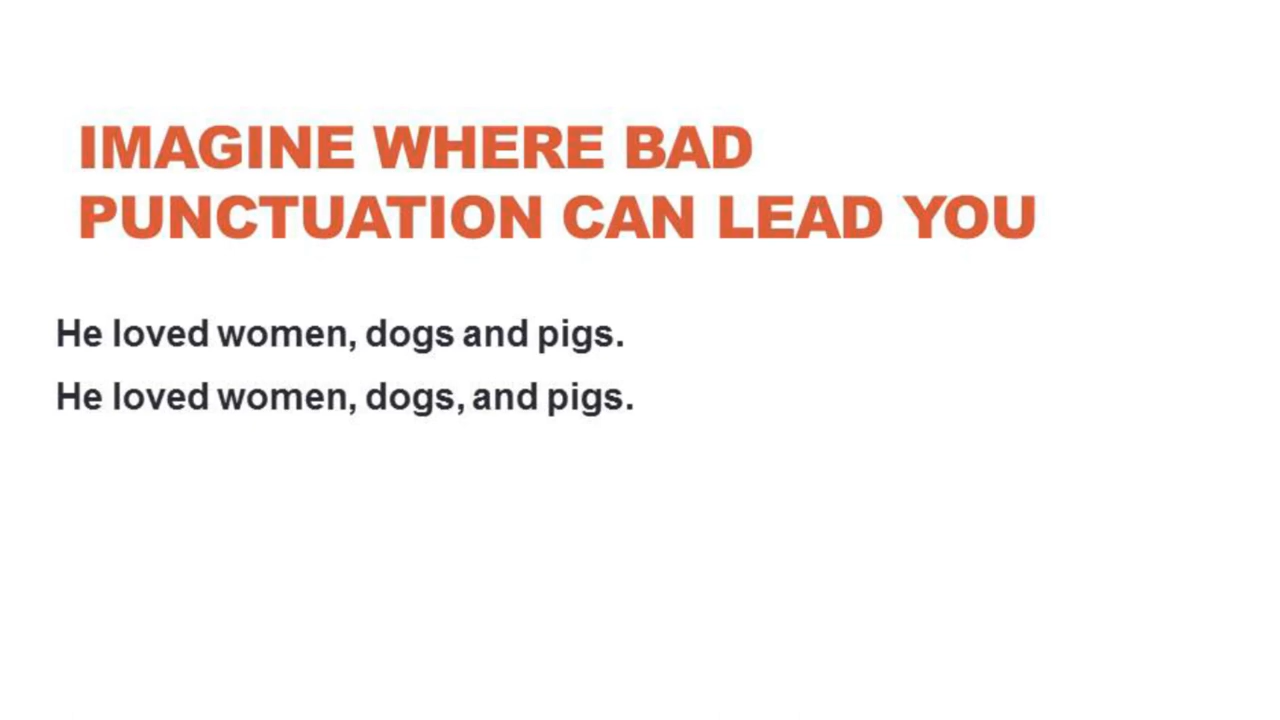 IMAGINE WHERE BAD
PUNCTUATION CAN LEAD YOU
He loved women, dogs and pigs.
He loved women, dogs, and pigs.